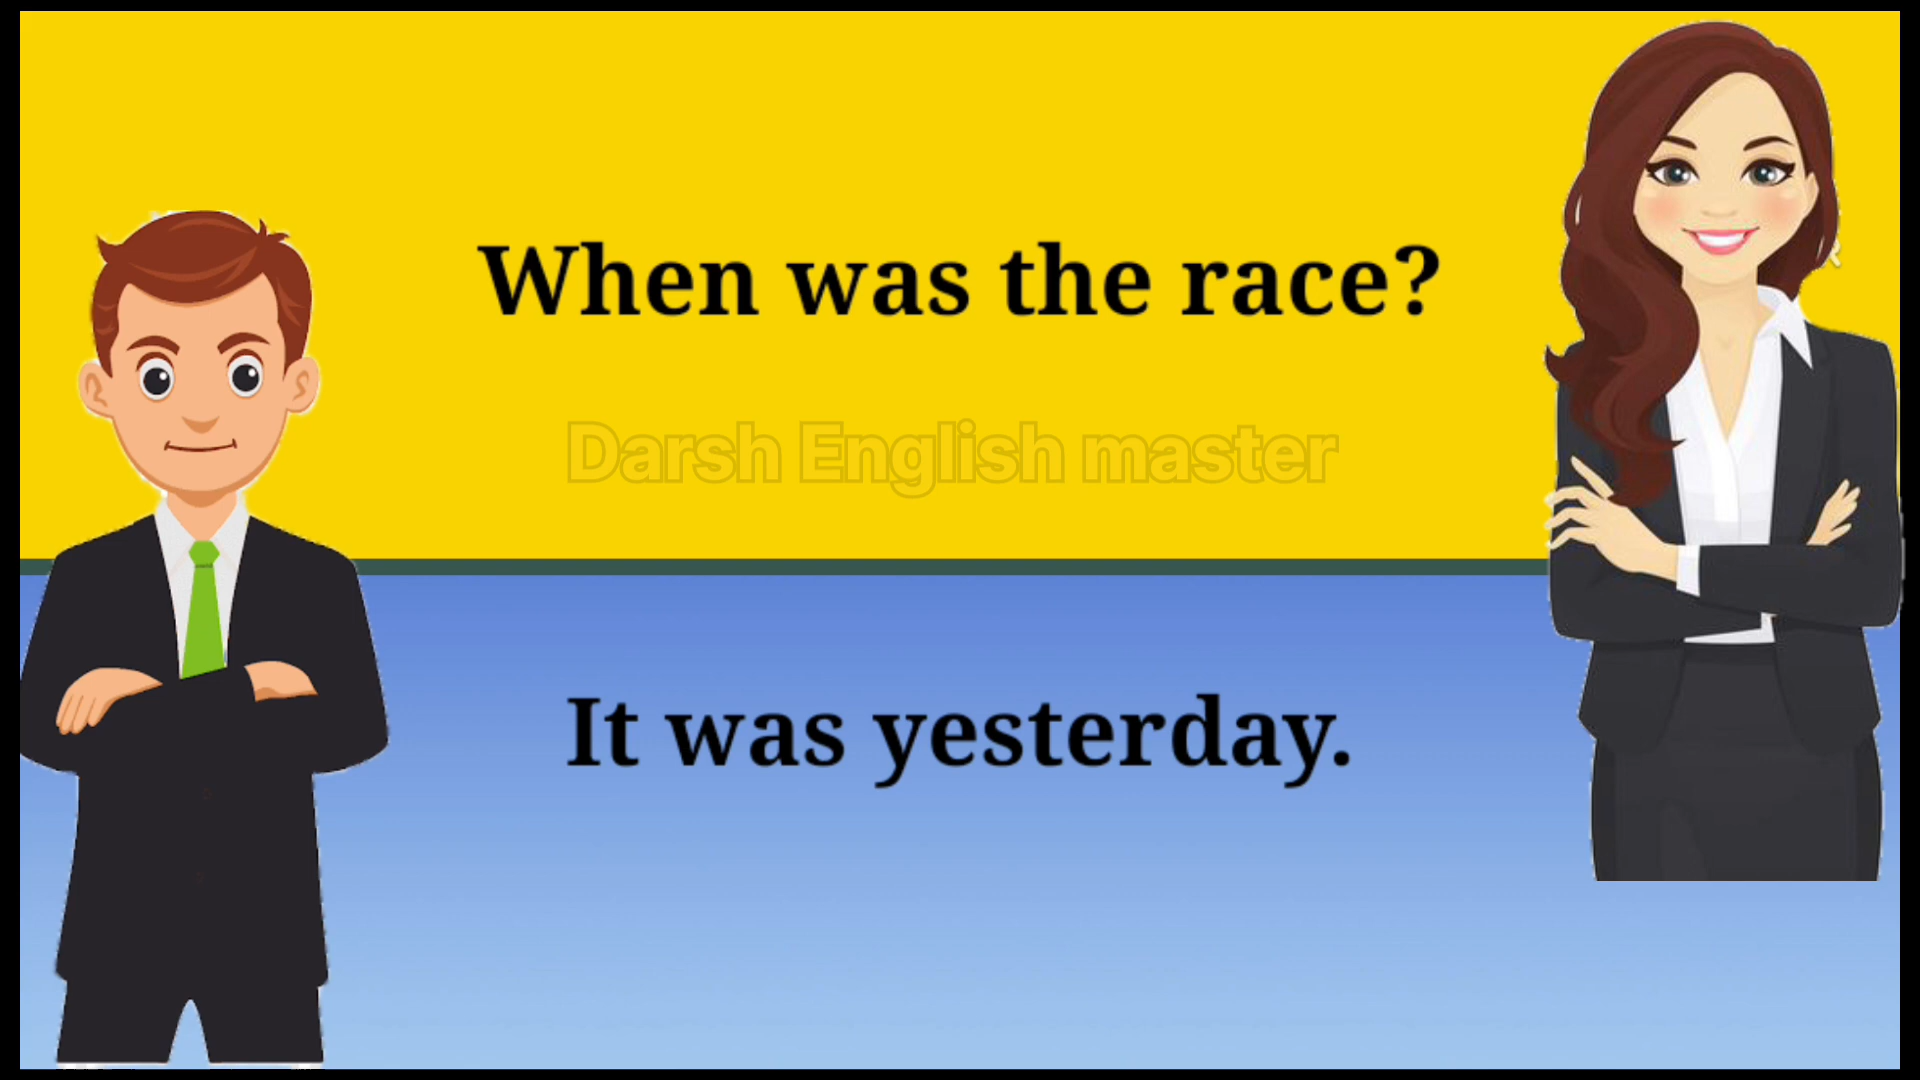 When was the race?
Darsh English master
It was yesterday.